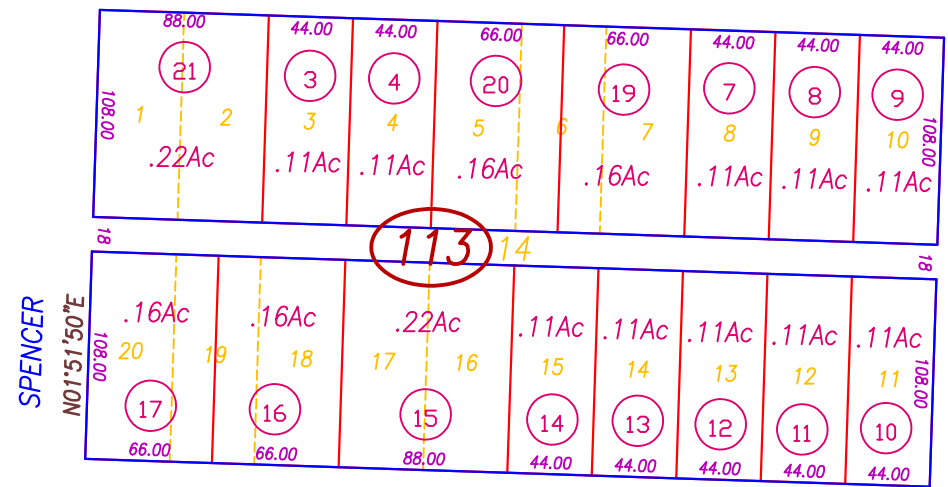 88.00 44.00 44.00 66.00 66.00 44.00 44.00 44.00
21 3 4 20 19 7 8 9
108.00 1 2 3 4 5 6 7 8 9 10 108.00
.22Ac .11Ac .11Ac .16Ac .16Ac .11Ac .11Ac .11Ac
18 113 14 18
SPENCER
N01°51'50"E
.16Ac .16Ac .22Ac .11Ac .11Ac .11Ac .11Ac .11Ac
108.00 20 19 18 17 16 15 14 13 12 11 108.00
17 16 15 14 13 12 11 10
66.00 66.00 88.00 44.00 44.00 44.00 44.00 44.00